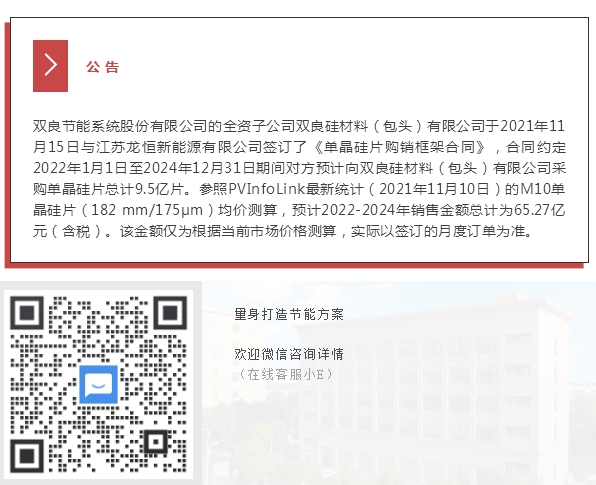 公告
双良节能系统股份有限公司的全资子公司双良硅材料（包头）有限公司于2021年11
月15日与江苏龙恒新能源有限公司签订了《单晶硅片购销框架合同》，合同约定
2022年1月1日至2024年12月31日期间对方预计向双良硅材料（包头）有限公司采
购单晶硅片总计9.5亿片。参照PVInfoLink最新统计（2021年11月10日）的M10单
晶硅片（182 mm/175μm）均价测算，预计2022-2024年销售金额总计为65.27亿
元（含税）。该金额仅为根据当前市场价格测算，实际以签订的月度订单为准。
量身打造节能方案
欢迎微信咨询详情
（在线客服小E）